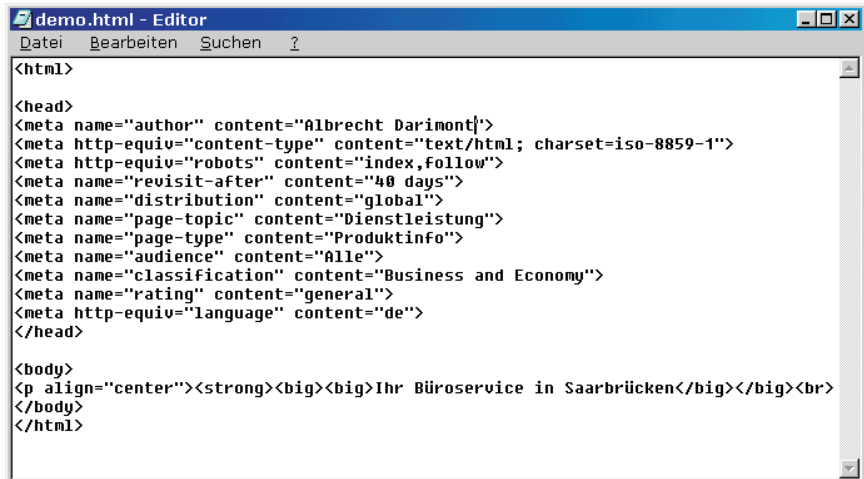 demo.html - Editor
Datei Bearbeiten Suchen ?
<html>
<head>
<meta name="author" content="Albrecht Darimont">
<meta http-equiv="content-type" content="text/html; charset=iso-8859-1">
<meta http-equiv="robots" content="index,follow">
<meta name="revisit-after" content="40 days">
<meta name="distribution" content="global">
<meta name="page-topic" content="Dienstleistung">
<meta name="page-type" content="Produktinfo">
<meta name="audience" content="Alle">
<meta name="classification" content="Business and Economy">
<meta name="rating" content="general">
<meta http-equiv="language" content="de">
</head>
<body>
<p align="center"><strong><big><big>Ihr Büroservice in Saarbrücken</big></big><br>
</body>
</html>